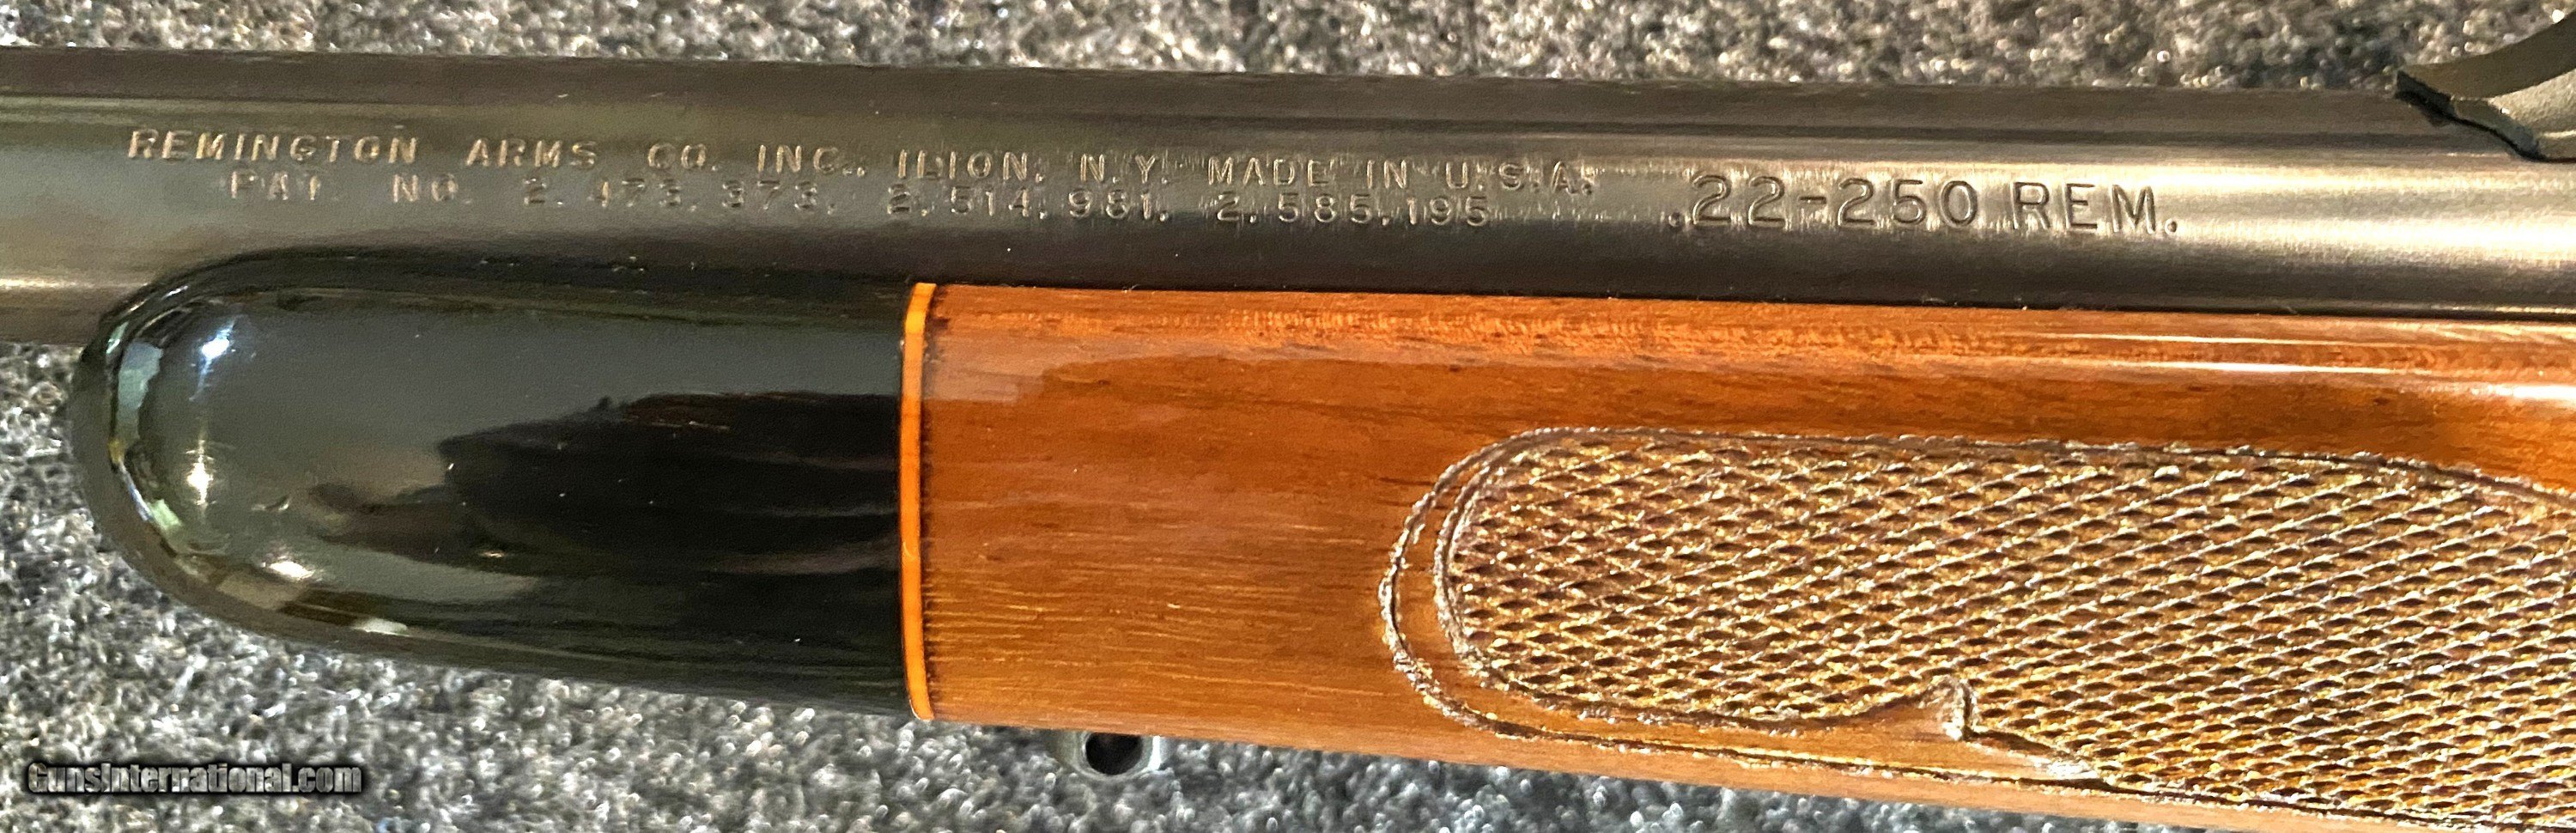 REMINGTON ARMS CO. INC., ILION, N.Y. MADE IN U.S.A.
PAT. NO. 2,473,373, 2,514,981, 2,585,195
.22-250 REM.
GunsInternational.com